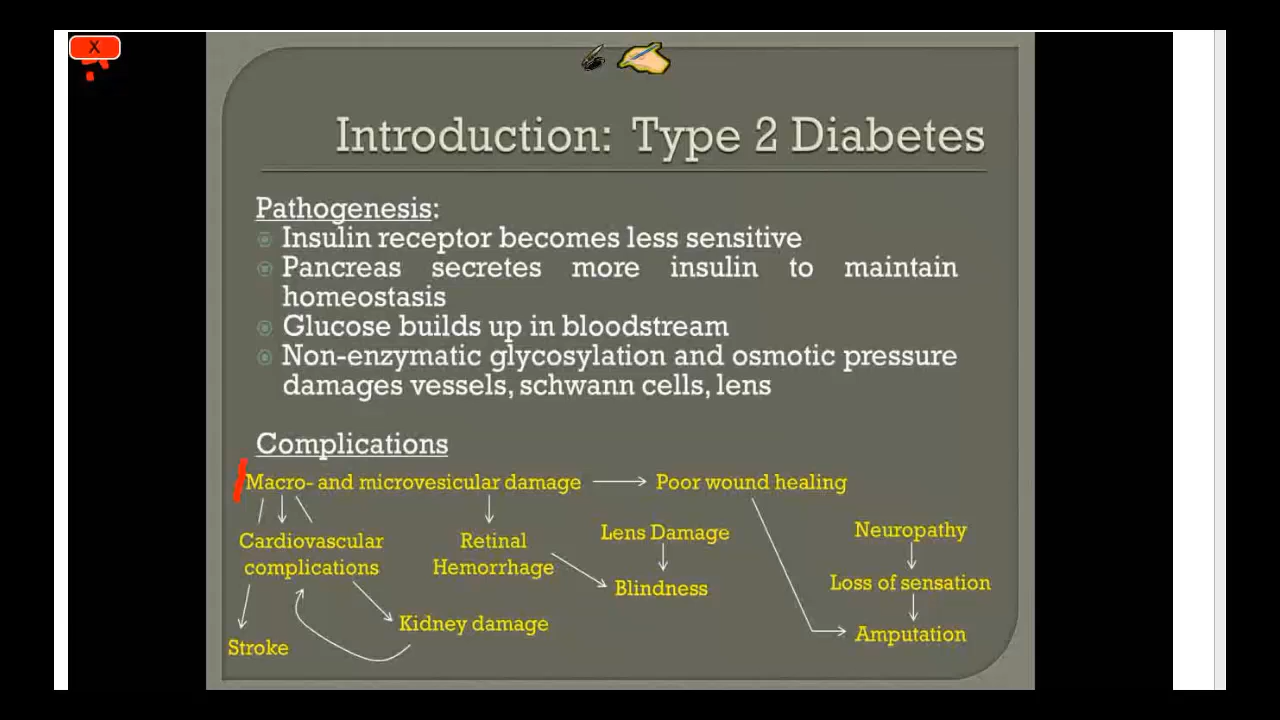 X
Introduction: Type 2 Diabetes
Pathogenesis:
Insulin receptor becomes less sensitive
Pancreas secretes more insulin to maintain
homeostasis
Glucose builds up in bloodstream
Non-enzymatic glycosylation and osmotic pressure
damages vessels, schwann cells, lens
Complications
Macro- and microvesicular damage
Poor wound healing
Cardiovascular
complications
Retinal
Hemorrhage
Lens Damage
Blindness
Neuropathy
Loss of sensation
Amputation
Kidney damage
Stroke